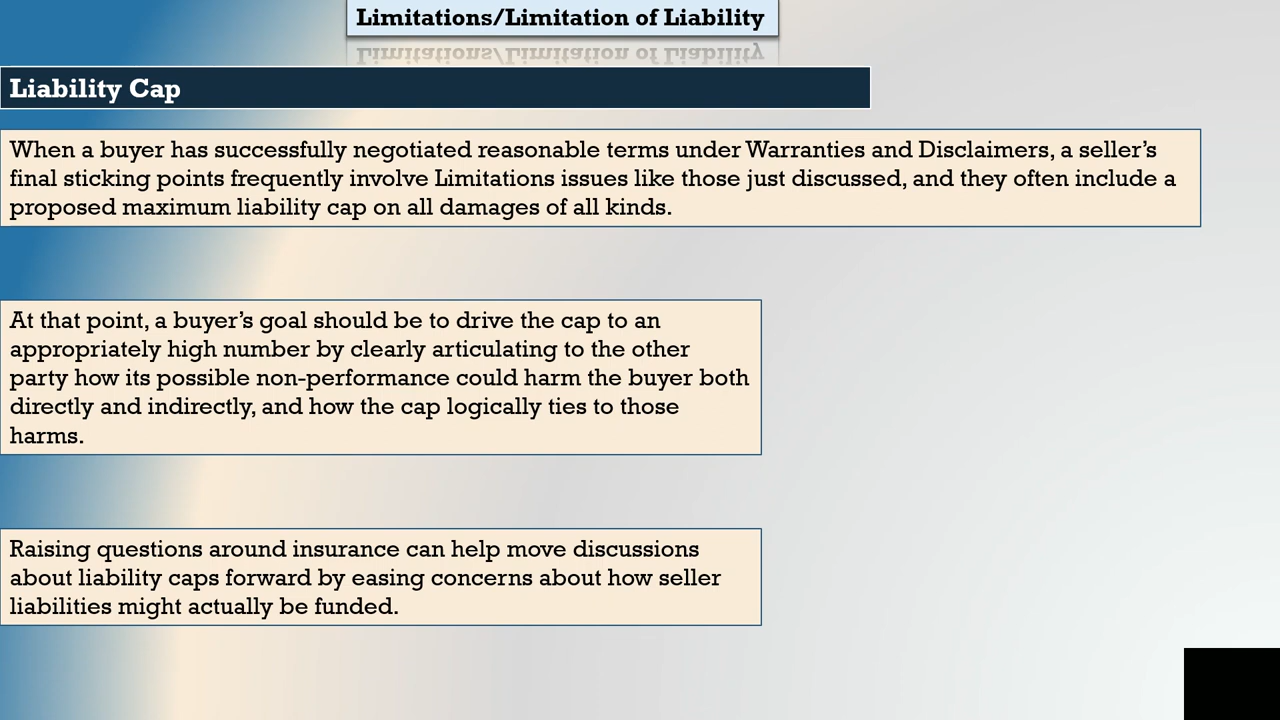 Limitations/Limitation of Liability
Liability Cap
When a buyer has successfully negotiated reasonable terms under Warranties and Disclaimers, a seller’s
final sticking points frequently involve Limitations issues like those just discussed, and they often include a
proposed maximum liability cap on all damages of all kinds.
At that point, a buyer’s goal should be to drive the cap to an
appropriately high number by clearly articulating to the other
party how its possible non-performance could harm the buyer both
directly and indirectly, and how the cap logically ties to those
harms.
Raising questions around insurance can help move discussions
about liability caps forward by easing concerns about how seller
liabilities might actually be funded.